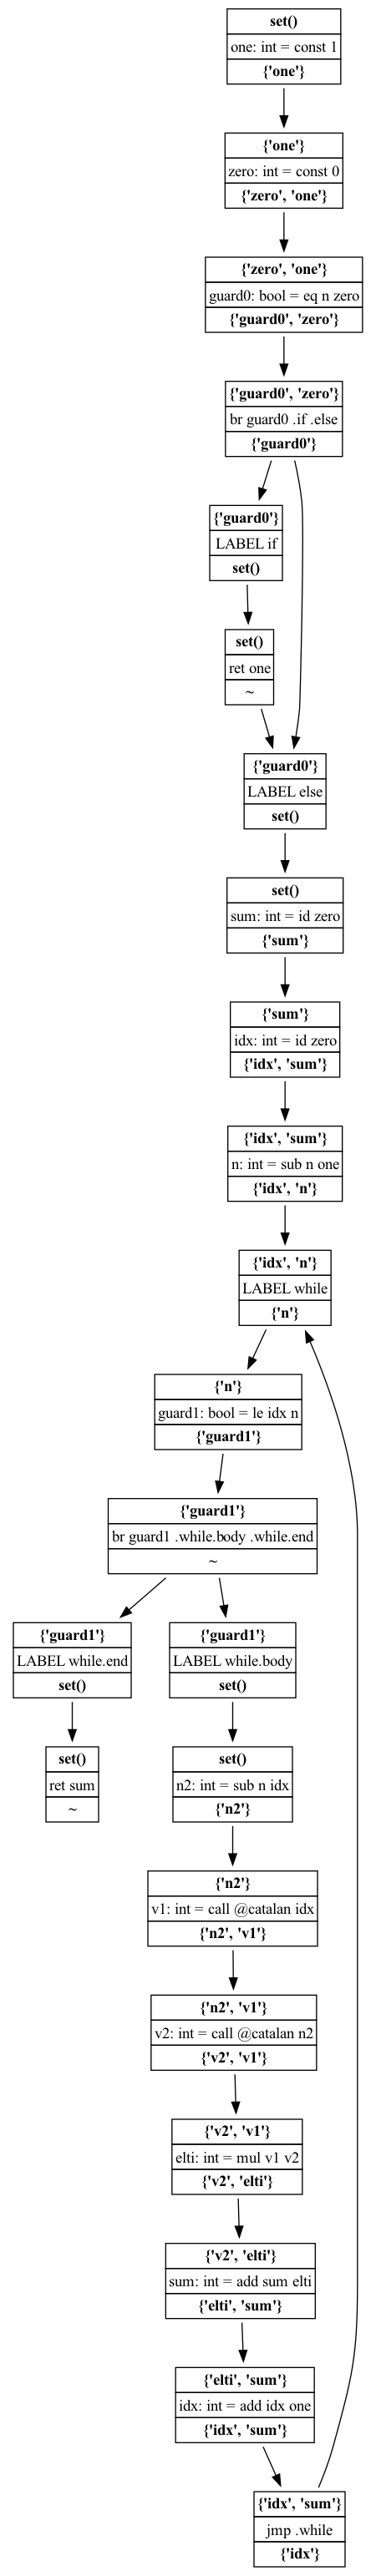 set()
one: int = const 1
{'one'}
{'one'}
zero: int = const 0
{'zero', 'one'}
{'zero', 'one'}
guard0: bool = eq n zero
{'guard0', 'zero'}
{'guard0', 'zero'}
br guard0 .if .else
{'guard0'}
{'guard0'}
LABEL if
set()
set()
ret one
~
{'guard0'}
LABEL else
set()
set()
sum: int = id zero
{'sum'}
{'sum'}
idx: int = id zero
{'idx', 'sum'}
{'idx', 'sum'}
n: int = sub n one
{'idx', 'n'}
{'idx', 'n'}
LABEL while
{'n'}
{'n'}
guard1: bool = le idx n
{'guard1'}
{'guard1'}
br guard1 .while.body .while.end
~
{'guard1'}
LABEL while.end
set()
{'guard1'}
LABEL while.body
set()
set()
ret sum
~
set()
n2: int = sub n idx
{'n2'}
{'n2'}
v1: int = call @catalan idx
{'n2', 'v1'}
{'n2', 'v1'}
v2: int = call @catalan n2
{'v2', 'v1'}
{'v2', 'v1'}
elti: int = mul v1 v2
{'v2', 'elti'}
{'v2', 'elti'}
sum: int = add sum elti
{'elti', 'sum'}
{'elti', 'sum'}
idx: int = add idx one
{'idx', 'sum'}
{'idx', 'sum'}
jmp .while
{'idx'}